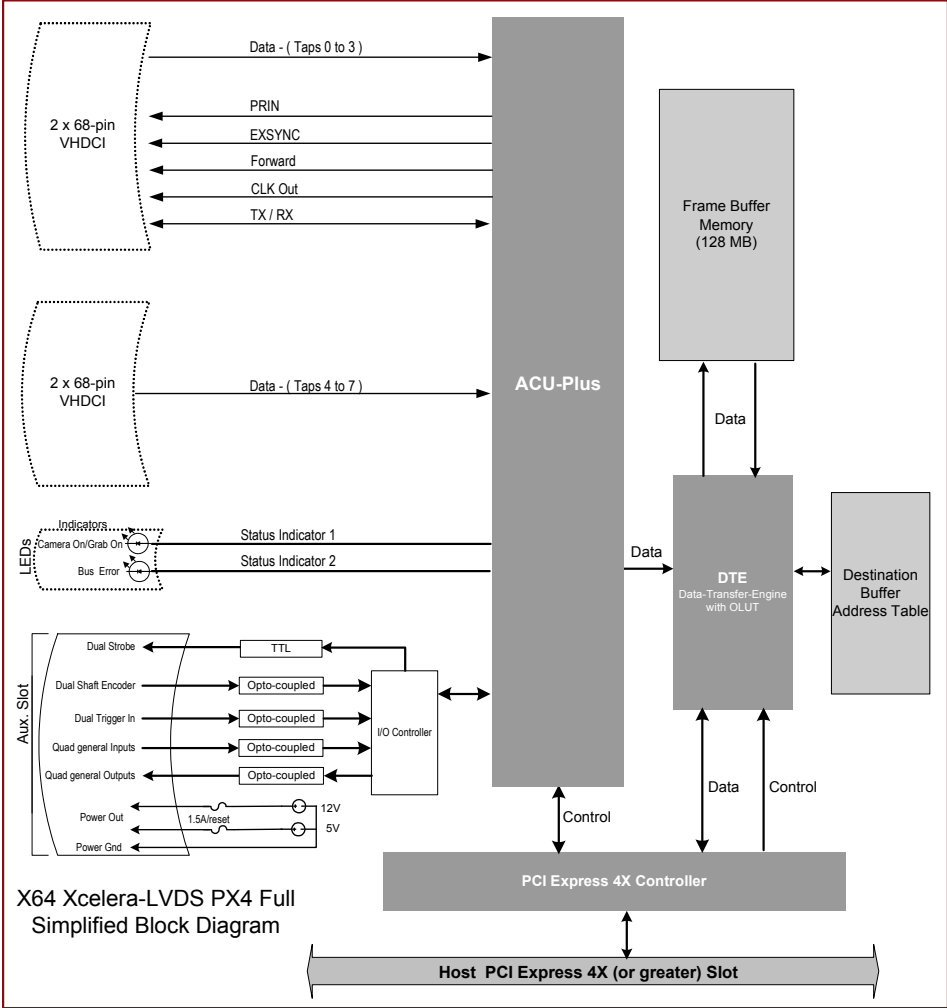 Data - ( Taps 0 to 3 )
PRIN
EXSYNC
Forward
CLK Out
TX / RX
2 x 68-pin
VHDCI
Frame Buffer
Memory
(128 MB)
2 x 68-pin
VHDCI
Data - ( Taps 4 to 7 )
ACU-Plus
Data
LEDs
Indicators
Camera On/Grab On
Bus Error
Status Indicator 1
Status Indicator 2
Data
DTE
Data-Transfer-Engine
with OLUT
Destination
Buffer
Address Table
Aux. Slot
Dual Strobe
TTL
Dual Shaft Encoder
Opto-coupled
Dual Trigger In
Opto-coupled
I/O Controller
Quad general Inputs
Opto-coupled
Quad general Outputs
Opto-coupled
Power Out
1.5A/reset
12V
5V
Power Gnd
Control
Data
Control
PCI Express 4X Controller
X64 Xcelera-LVDS PX4 Full
Simplified Block Diagram
Host PCI Express 4X (or greater) Slot